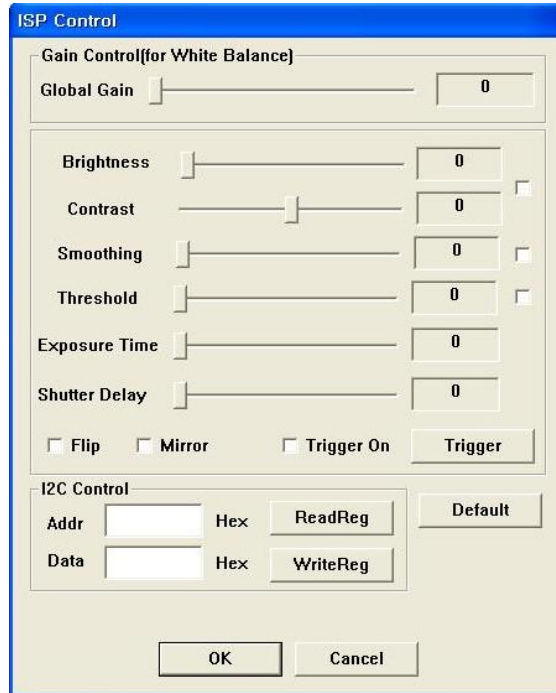 ISP Control
Gain Control(for White Balance)
Global Gain 0
Brightness 0
Contrast 0
Smoothing 0
Threshold 0
Exposure Time 0
Shutter Delay 0
Flip Mirror Trigger On Trigger
I2C Control
Addr Hex ReadReg Default
Data Hex WriteReg
OK Cancel